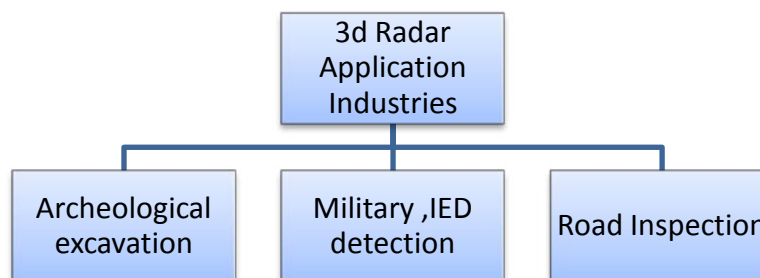 3d Radar
Application
Industries
Archeological
excavation
Military ,IED
detection
Road Inspection